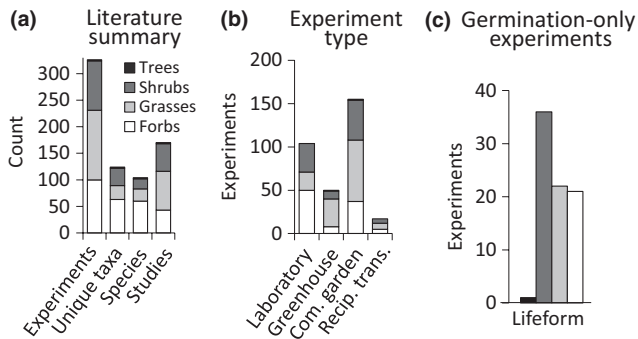 (a) Literature summary
Count
300
250
200
150
100
50
0
Trees
Shrubs
Grasses
Forbs
Experiments
Unique taxa
Species
Studies
(b) Experiment type
Experiments
200
150
100
50
0
Laboratory
Greenhouse
Com. garden
Recip. trans.
(c) Germination-only experiments
Experiments
40
30
20
10
0
Lifeform